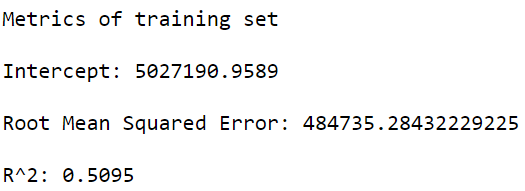 Metrics of training set
Intercept: 5027190.9589
Root Mean Squared Error: 484735.28432229225
R^2: 0.5095